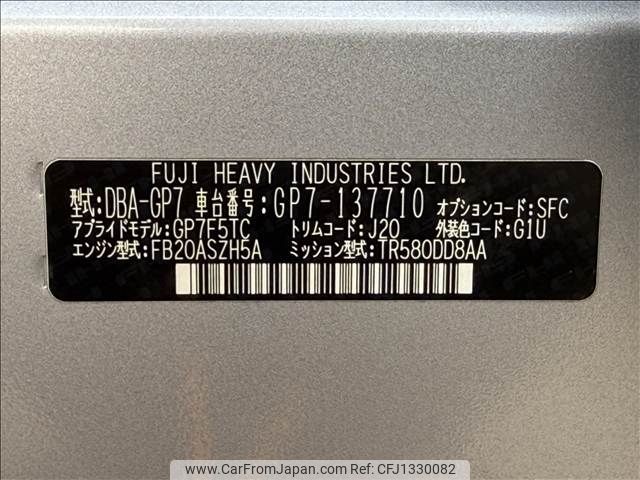 FUJI HEAVY INDUSTRIES LTD.
型式:DBA-GP7 車台番号:GP7-137710 オプションコード:SFC
アプライドモデル:GP7E5TC トリムコード:J20 外装色コード:G1U
エンジン型式:FB20ASZH5A ミッション型式:TR580DD8AA
www.CarFromJapan.com - CFJ1330082